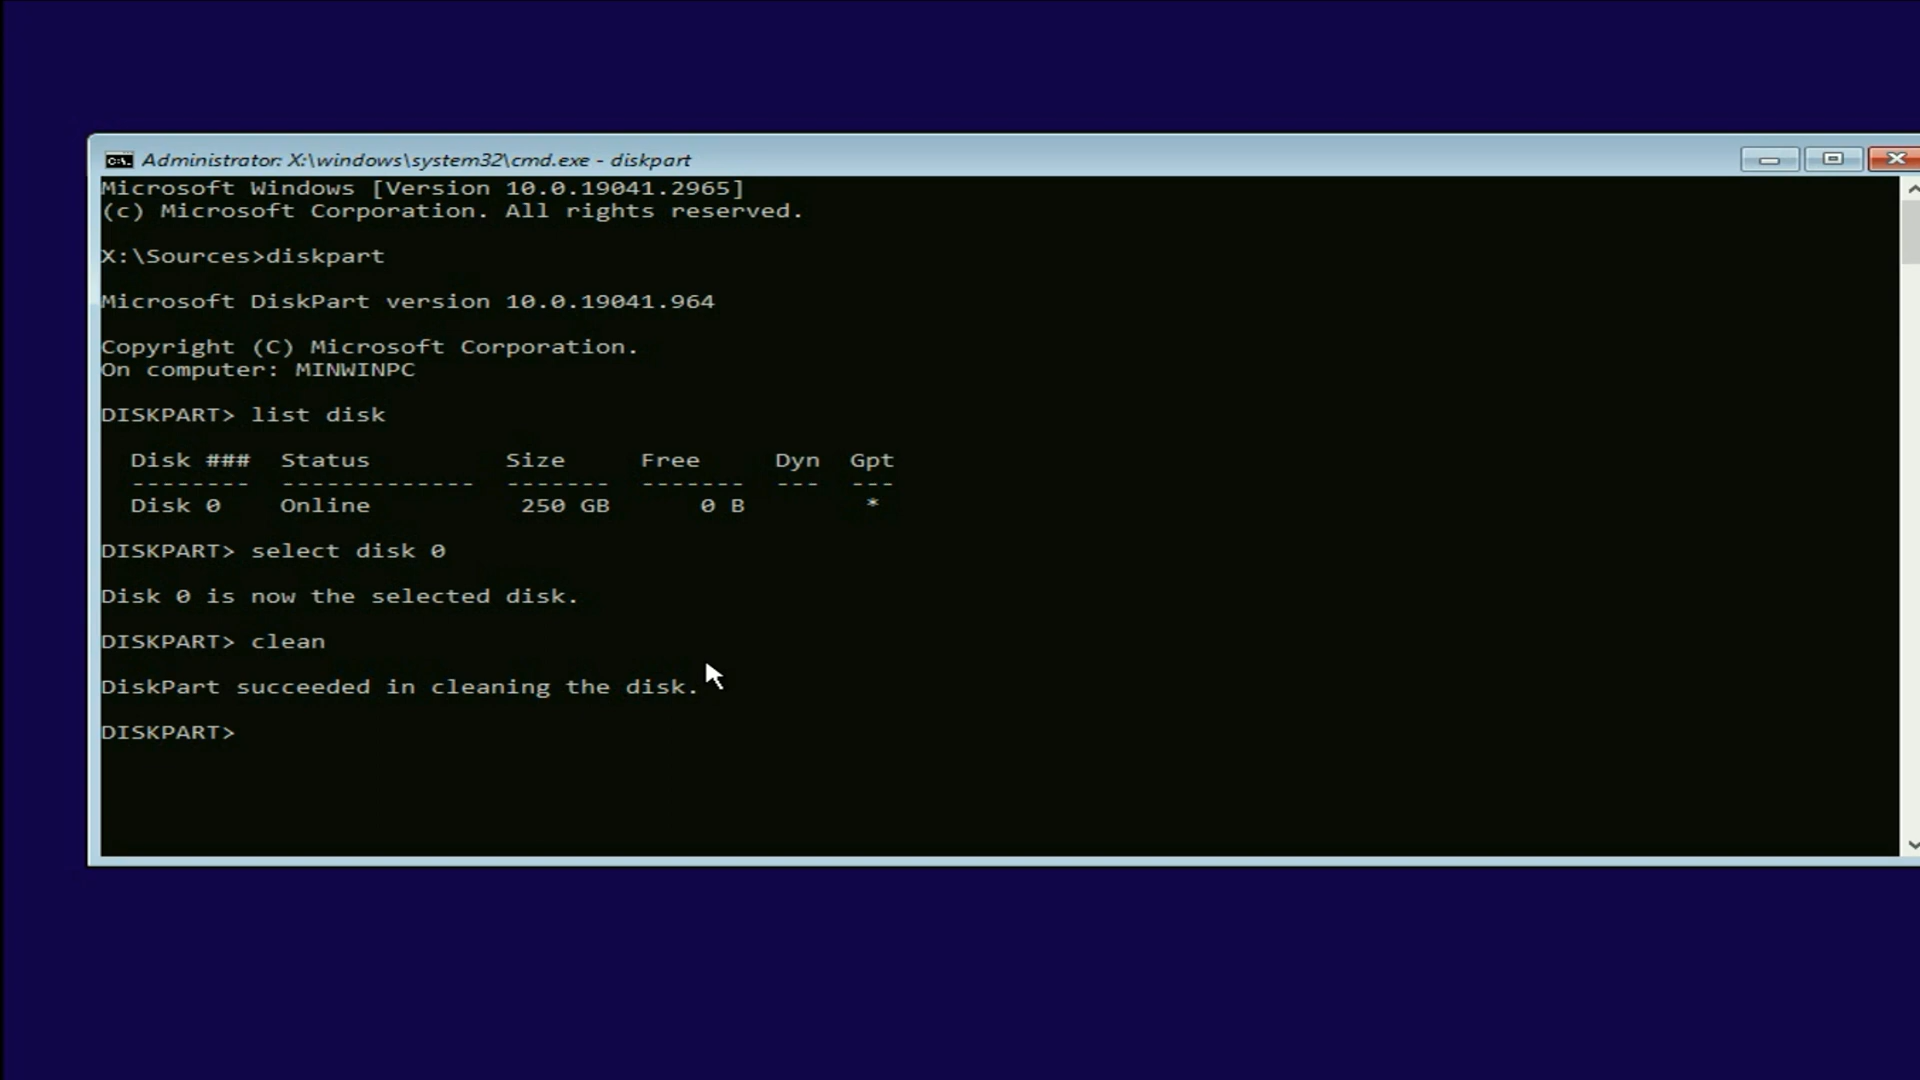 Administrator: X:\windows\system32\cmd.exe - diskpart
Microsoft Windows [Version 10.0.19041.2965]
(c) Microsoft Corporation. All rights reserved.
X:\Sources>diskpart
Microsoft DiskPart version 10.0.19041.964
Copyright (C) Microsoft Corporation.
On computer: MINWINPC
DISKPART> list disk
Disk ###  Status         Size     Free     Dyn  Gpt
--------  -------------  -------  -------  ---  ---
Disk 0    Online          250 GB      0 B        *
DISKPART> select disk 0
Disk 0 is now the selected disk.
DISKPART> clean
DiskPart succeeded in cleaning the disk.
DISKPART>